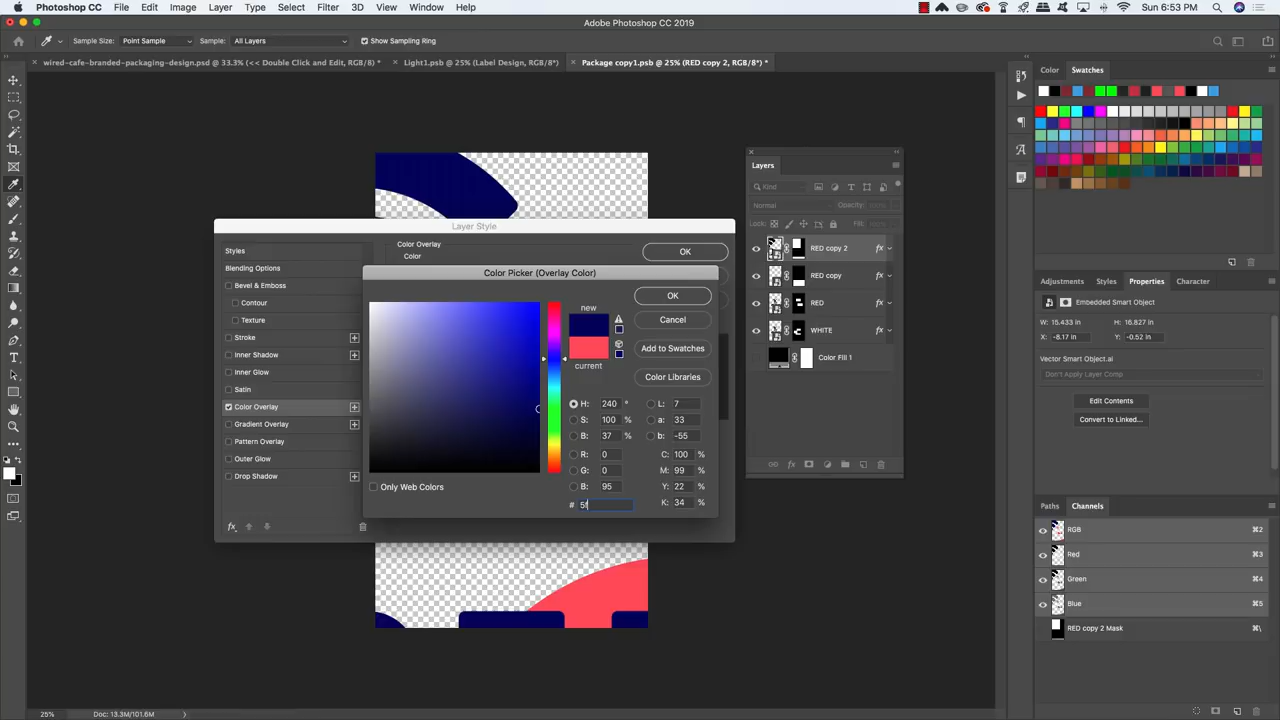 Photoshop CC File Edit Image Layer Type Select Filter 3D View Window Help Sun 6:53 PM
Adobe Photoshop CC 2019
Sample Size: Point Sample Sample: All Layers Show Sampling Ring
wired-cafe-branded-packaging-design.psd @ 33.3% (<< Double Click and Edit, RGB/8) * Light1.psb @ 25% (Label Design, RGB/8*) Package copy1.psb @ 25% (RED copy 2, RGB/8*) *
Color Swatches
Layers
Kind
Normal Opacity: 100%
Lock: Fill: 100%
RED copy 2 fx
RED copy fx
RED fx
WHITE fx
Color Fill 1
Layer Style
Styles
Blending Options
Bevel & Emboss
Contour
Texture
Stroke
Inner Shadow
Inner Glow
Satin
Color Overlay
Gradient Overlay
Pattern Overlay
Outer Glow
Drop Shadow
fx
Color Overlay
Color
OK
Color Picker (Overlay Color)
new
current
OK
Cancel
Add to Swatches
Color Libraries
H: 240 ° L: 7
S: 100 % a: 33
B: 37 % b: -55
R: 0 C: 100 %
G: 0 M: 99 %
B: 95 Y: 22 %
# 5f K: 34 %
Only Web Colors
Adjustments Styles Properties Character
Embedded Smart Object
W: 15.433 in H: 16.827 in
X: -8.17 in Y: -0.52 in
Vector Smart Object.ai
Don't Apply Layer Comp
Edit Contents
Convert to Linked...
Paths Channels
RGB ⌘2
Red ⌘3
Green ⌘4
Blue ⌘5
RED copy 2 Mask ⌘\
25% Doc: 13.3M/101.6M